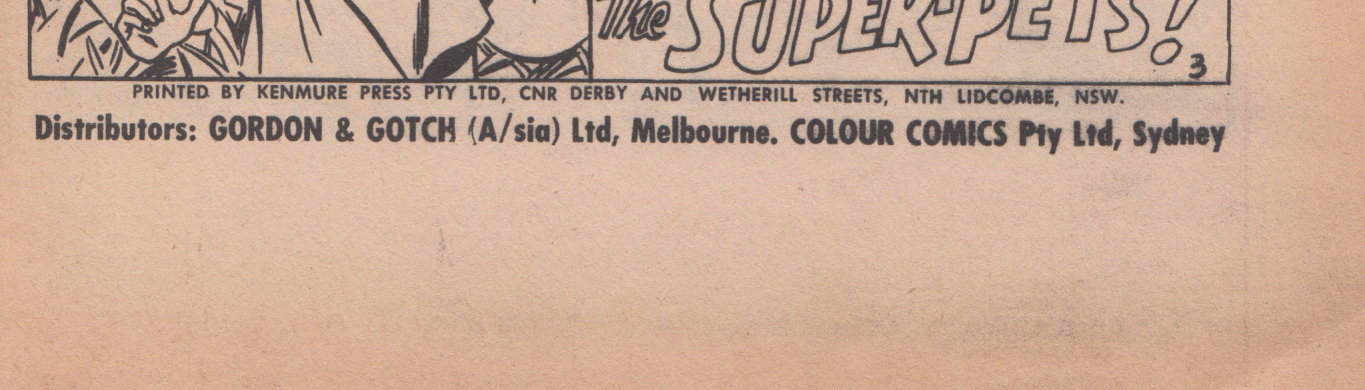 The SUPER-PETS!
3
PRINTED BY KENMURE PRESS PTY LTD, CNR DERBY AND WETHERILL STREETS, NTH LIDCOMBE, NSW.
Distributors: GORDON & GOTCH (A/sia) Ltd, Melbourne. COLOUR COMICS Pty Ltd, Sydney